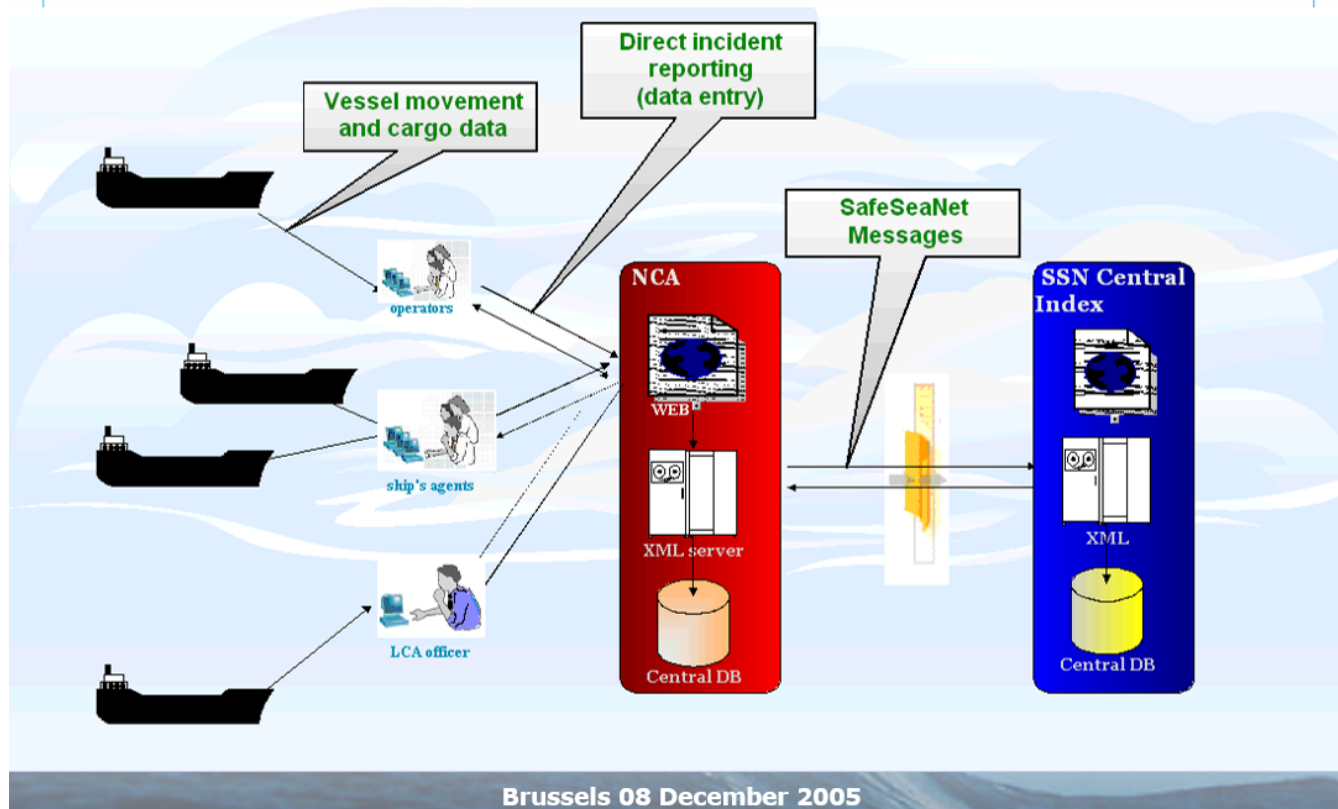 Direct incident
reporting
(data entry)
Vessel movement
and cargo data
SafeSeaNet
Messages
operators
ship's agents
LCA officer
NCA
WEB
XML server
Central DB
SSN Central
Index
XML
Central DB
Brussels 08 December 2005